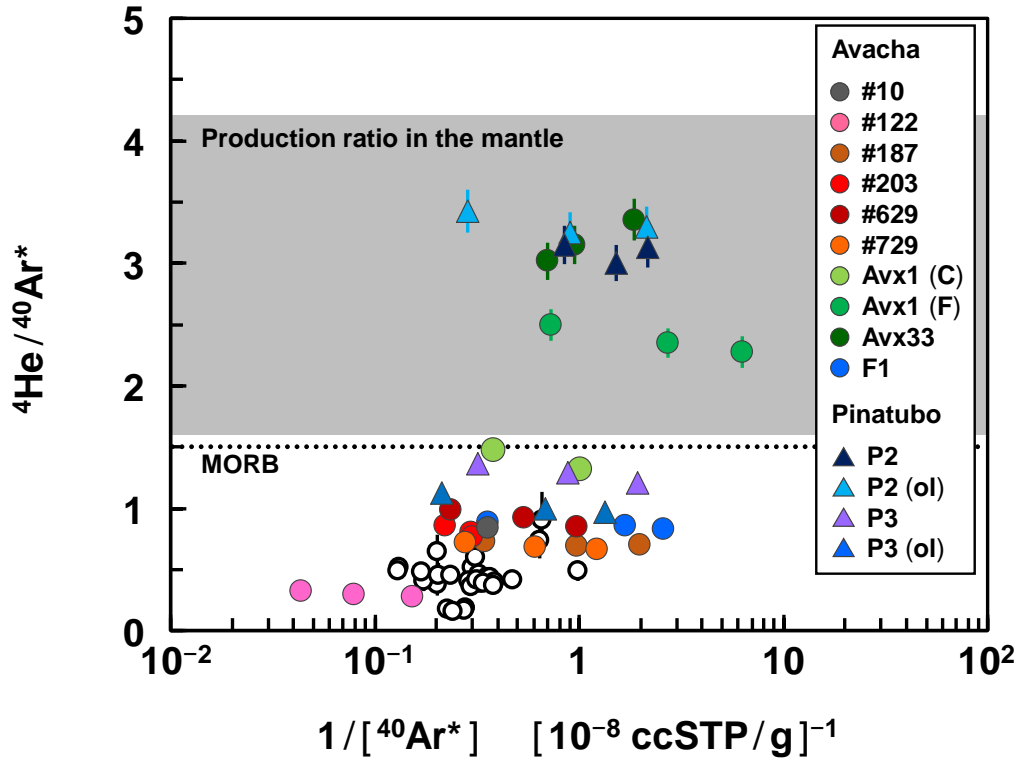 5
4
3
2
1
0
⁴He/⁴⁰Ar*
Production ratio in the mantle
MORB
Avacha
#10
#122
#187
#203
#629
#729
Avx1 (C)
Avx1 (F)
Avx33
F1
Pinatubo
P2
P2 (ol)
P3
P3 (ol)
10⁻² 10⁻¹ 1 10 10²
1/[⁴⁰Ar*] [10⁻⁸ ccSTP/g]⁻¹